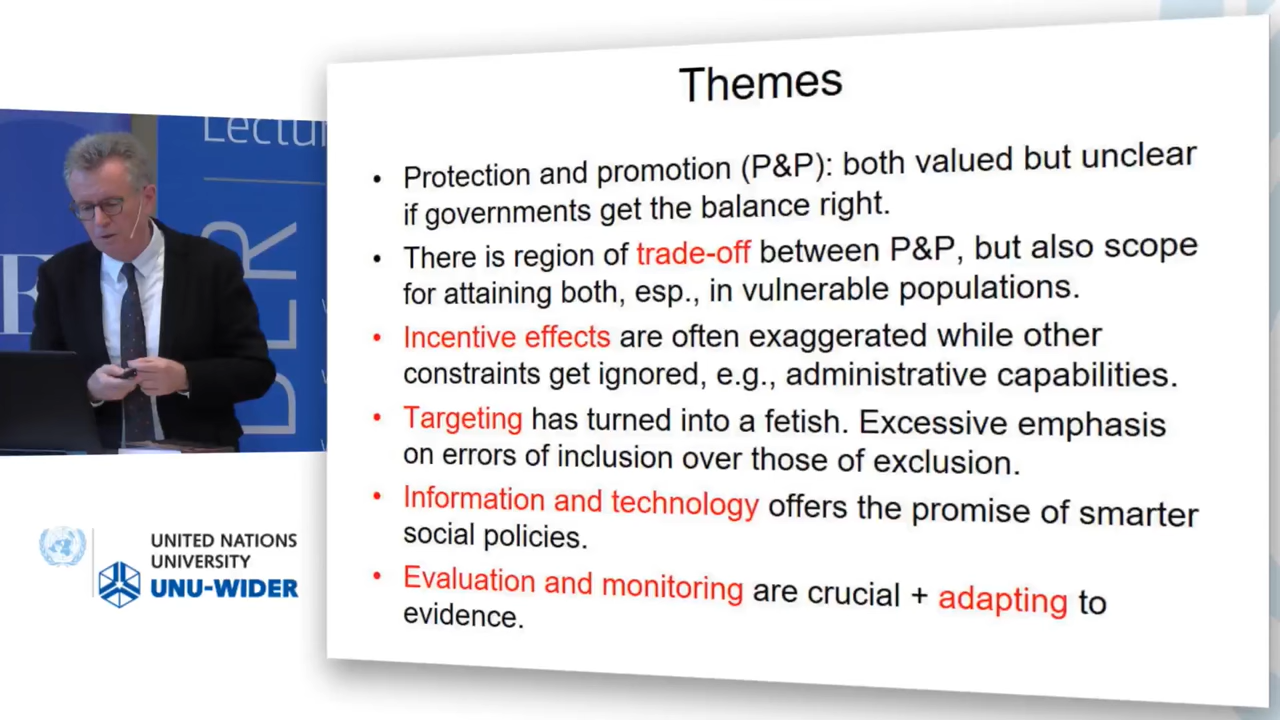 Lectur
DER
Themes
• Protection and promotion (P&P): both valued but unclear
if governments get the balance right.
• There is region of trade-off between P&P, but also scope
for attaining both, esp., in vulnerable populations.
• Incentive effects are often exaggerated while other
constraints get ignored, e.g., administrative capabilities.
• Targeting has turned into a fetish. Excessive emphasis
on errors of inclusion over those of exclusion.
• Information and technology offers the promise of smarter
social policies.
• Evaluation and monitoring are crucial + adapting to
evidence.
UNITED NATIONS
UNIVERSITY
UNU-WIDER